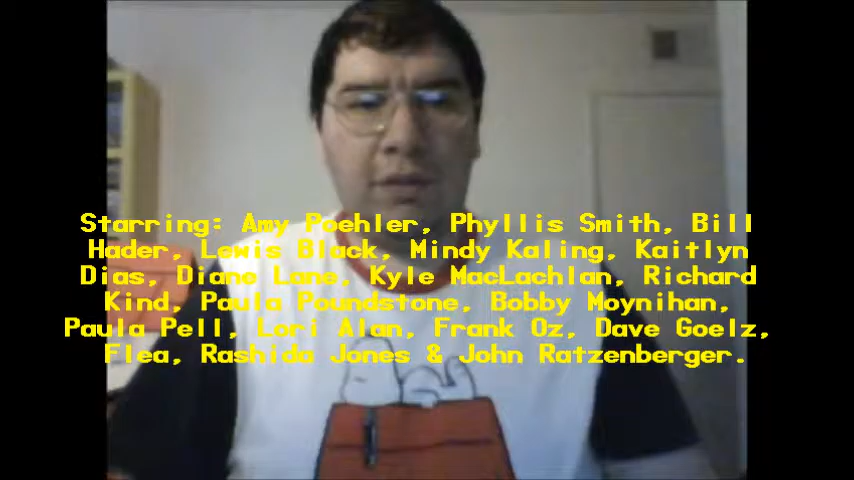 Starring: Amy Poehler, Phyllis Smith, Bill
Hader, Lewis Black, Mindy Kaling, Kaitlyn
Dias, Diane Lane, Kyle MacLachlan, Richard
Kind, Paula Poundstone, Bobby Moynihan,
Paula Pell, Lori Alan, Frank Oz, Dave Goelz,
Flea, Rashida Jones & John Ratzenberger.